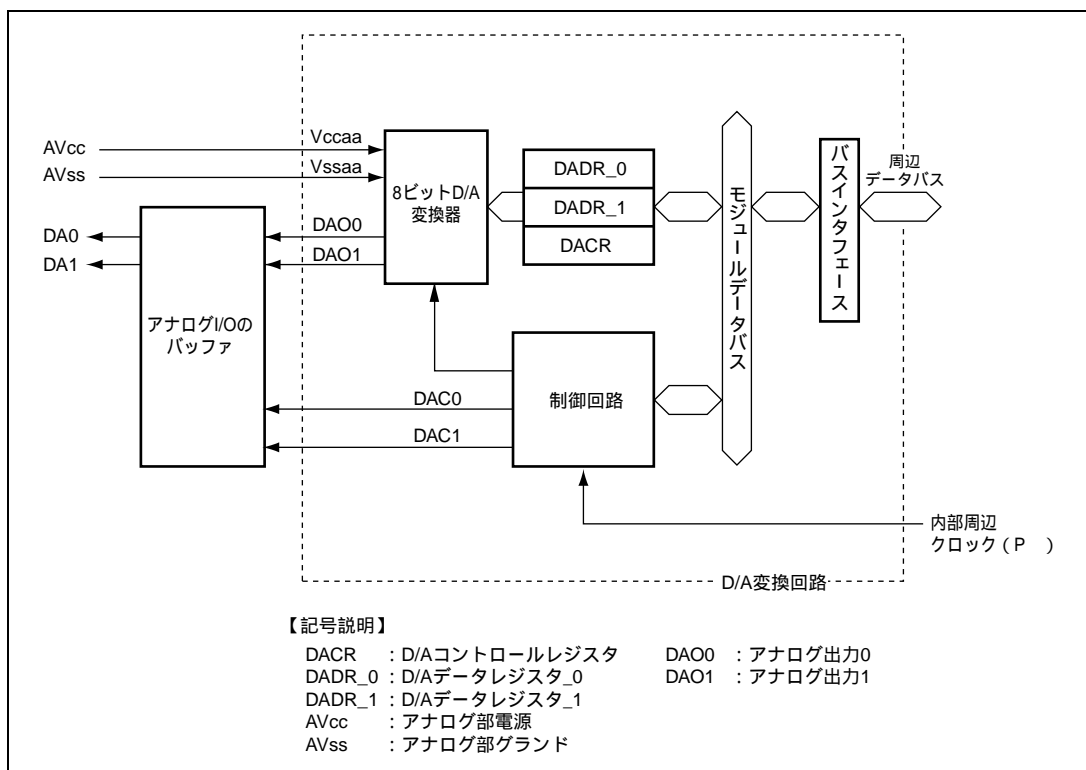 AVcc
AVss
Vccaa
Vssaa
8ビットD/A
変換器
DADR_0
DADR_1
DACR
モジュールデータバス
バスインタフェース
周辺
データバス
DA0
DA1
DAO0
DAO1
アナログI/Oの
バッファ
DAC0
DAC1
制御回路
内部周辺
クロック（P　）
D/A変換回路
【記号説明】
DACR ：D/Aコントロールレジスタ
DADR_0 ：D/Aデータレジスタ_0
DADR_1 ：D/Aデータレジスタ_1
AVcc ：アナログ部電源
AVss ：アナログ部グランド
DAO0 ：アナログ出力0
DAO1 ：アナログ出力1